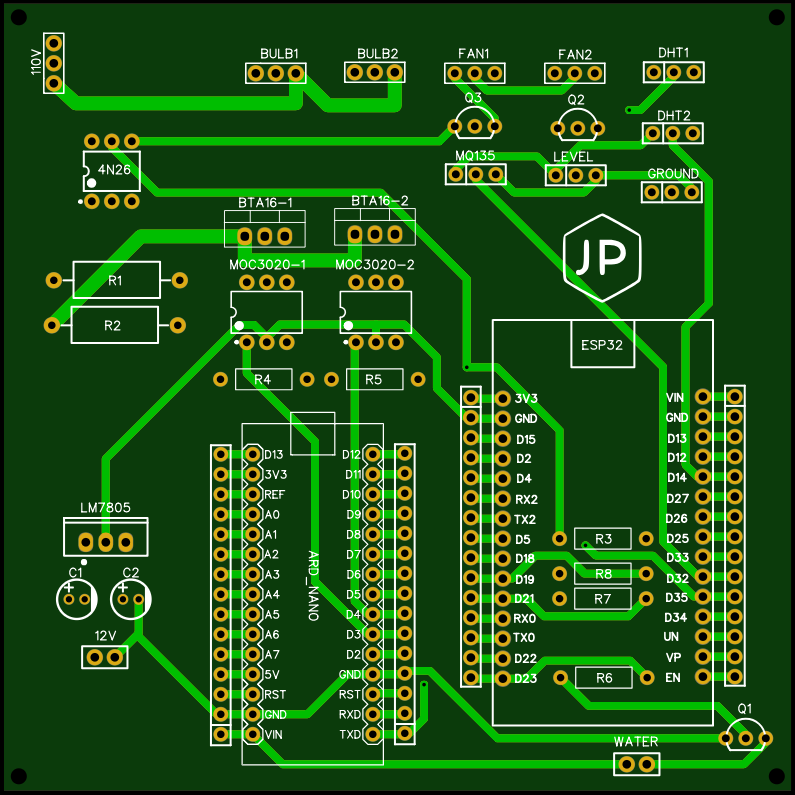 110V
BULB1 BULB2 FAN1 FAN2 DHT1
Q3 Q2 DHT2
4N26 MQ135 LEVEL GROUND
BTA16-1 BTA16-2
JP
MOC3020-1 MOC3020-2
R1
R2
ESP32
R4 R5
3V3 VIN
GND GND
D15 D13
D2 D12
D4 D14
RX2 D27
TX2 D26
D5 R3 D25
D18 D33
D19 R8 D32
D21 R7 D35
RX0 D34
TX0 UN
D22 VP
D23 R6 EN
D13 D12
3V3 D11
REF D10
A0 D9
A1 D8
A2 D7
A3 D6
A4 D5
A5 D4
A6 D3
A7 D2
5V GND
RST RST
GND RXD
VIN TXD
ARD_NANO
LM7805
C1 C2
+ +
12V
Q1
WATER